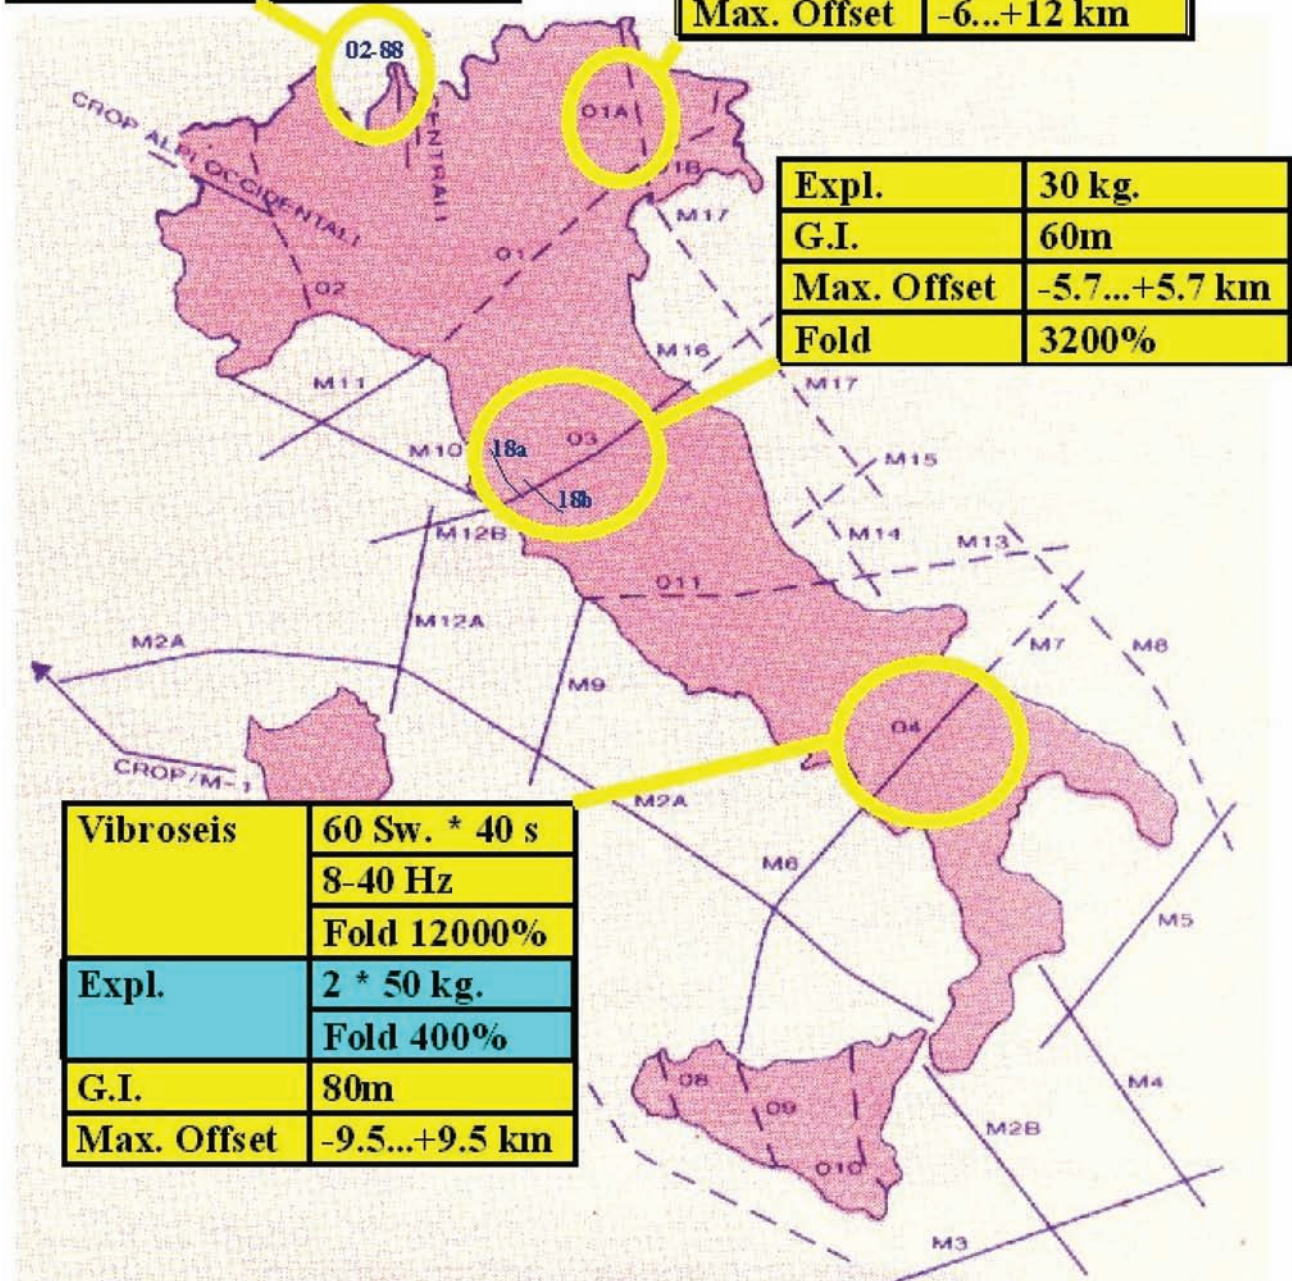 Max. Offset -6...+12 km
02-88
CROP ALPI OCCIDENTALI
CENTRALI
01A
1B
M17
Expl. 30 kg.
G.I. 60m
Max. Offset -5.7...+5.7 km
Fold 3200%
01
02
M16
M11
M17
M10
18a
03
18b
M15
M12B
M14
M13
011
M12A
M2A
M7
M8
M9
04
CROP/M-1
M2A
Vibroseis 60 Sw. * 40 s
8-40 Hz
Fold 12000%
Expl. 2 * 50 kg.
Fold 400%
G.I. 80m
Max. Offset -9.5...+9.5 km
M6
M5
08
09
010
M4
M2B
M3